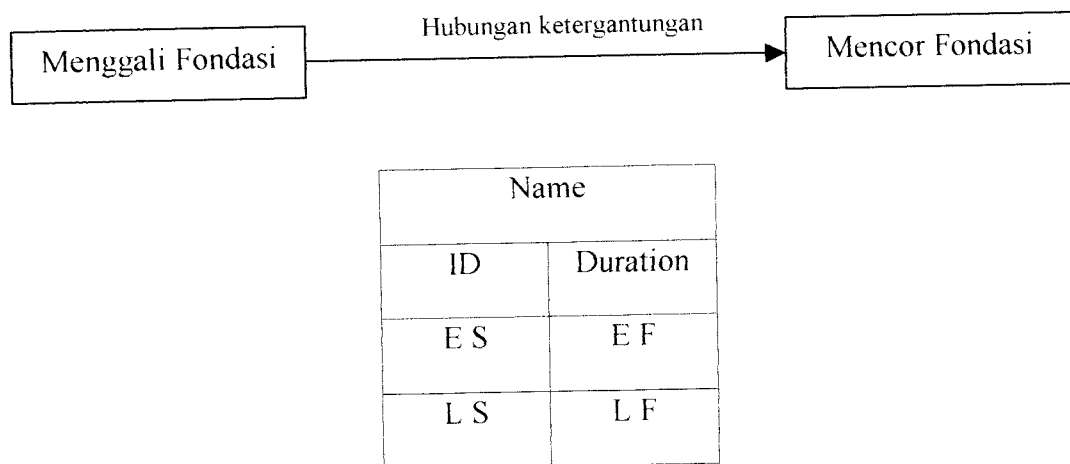 Hubungan ketergantungan
Menggali Fondasi
Mencor Fondasi
Name
ID Duration
E S E F
L S L F